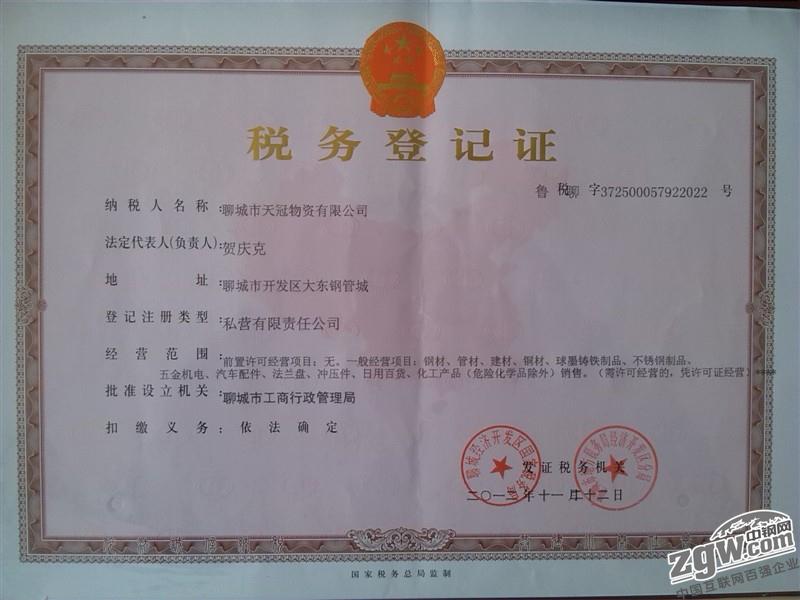 税务登记证
鲁税聊 字372500057922022 号
纳税人名称:聊城市天冠物资有限公司
法定代表人(负责人):贺庆克
地址:聊城市开发区大东钢管城
登记注册类型:私营有限责任公司
经营范围:前置许可经营项目:无。一般经营项目:钢材、管材、建材、铜材、球墨铸铁制品、不锈钢制品、
五金机电、汽车配件、法兰盘、冲压件、日用百货、化工产品(危险化学品除外)销售。(需许可经营的,凭许可证经营)****
批准设立机关:聊城市工商行政管理局
扣缴义务:依法确定
发证税务机关
二〇一二年十一月十二日
国家税务总局监制
中钢网
zgw.com
中国互联网百强企业